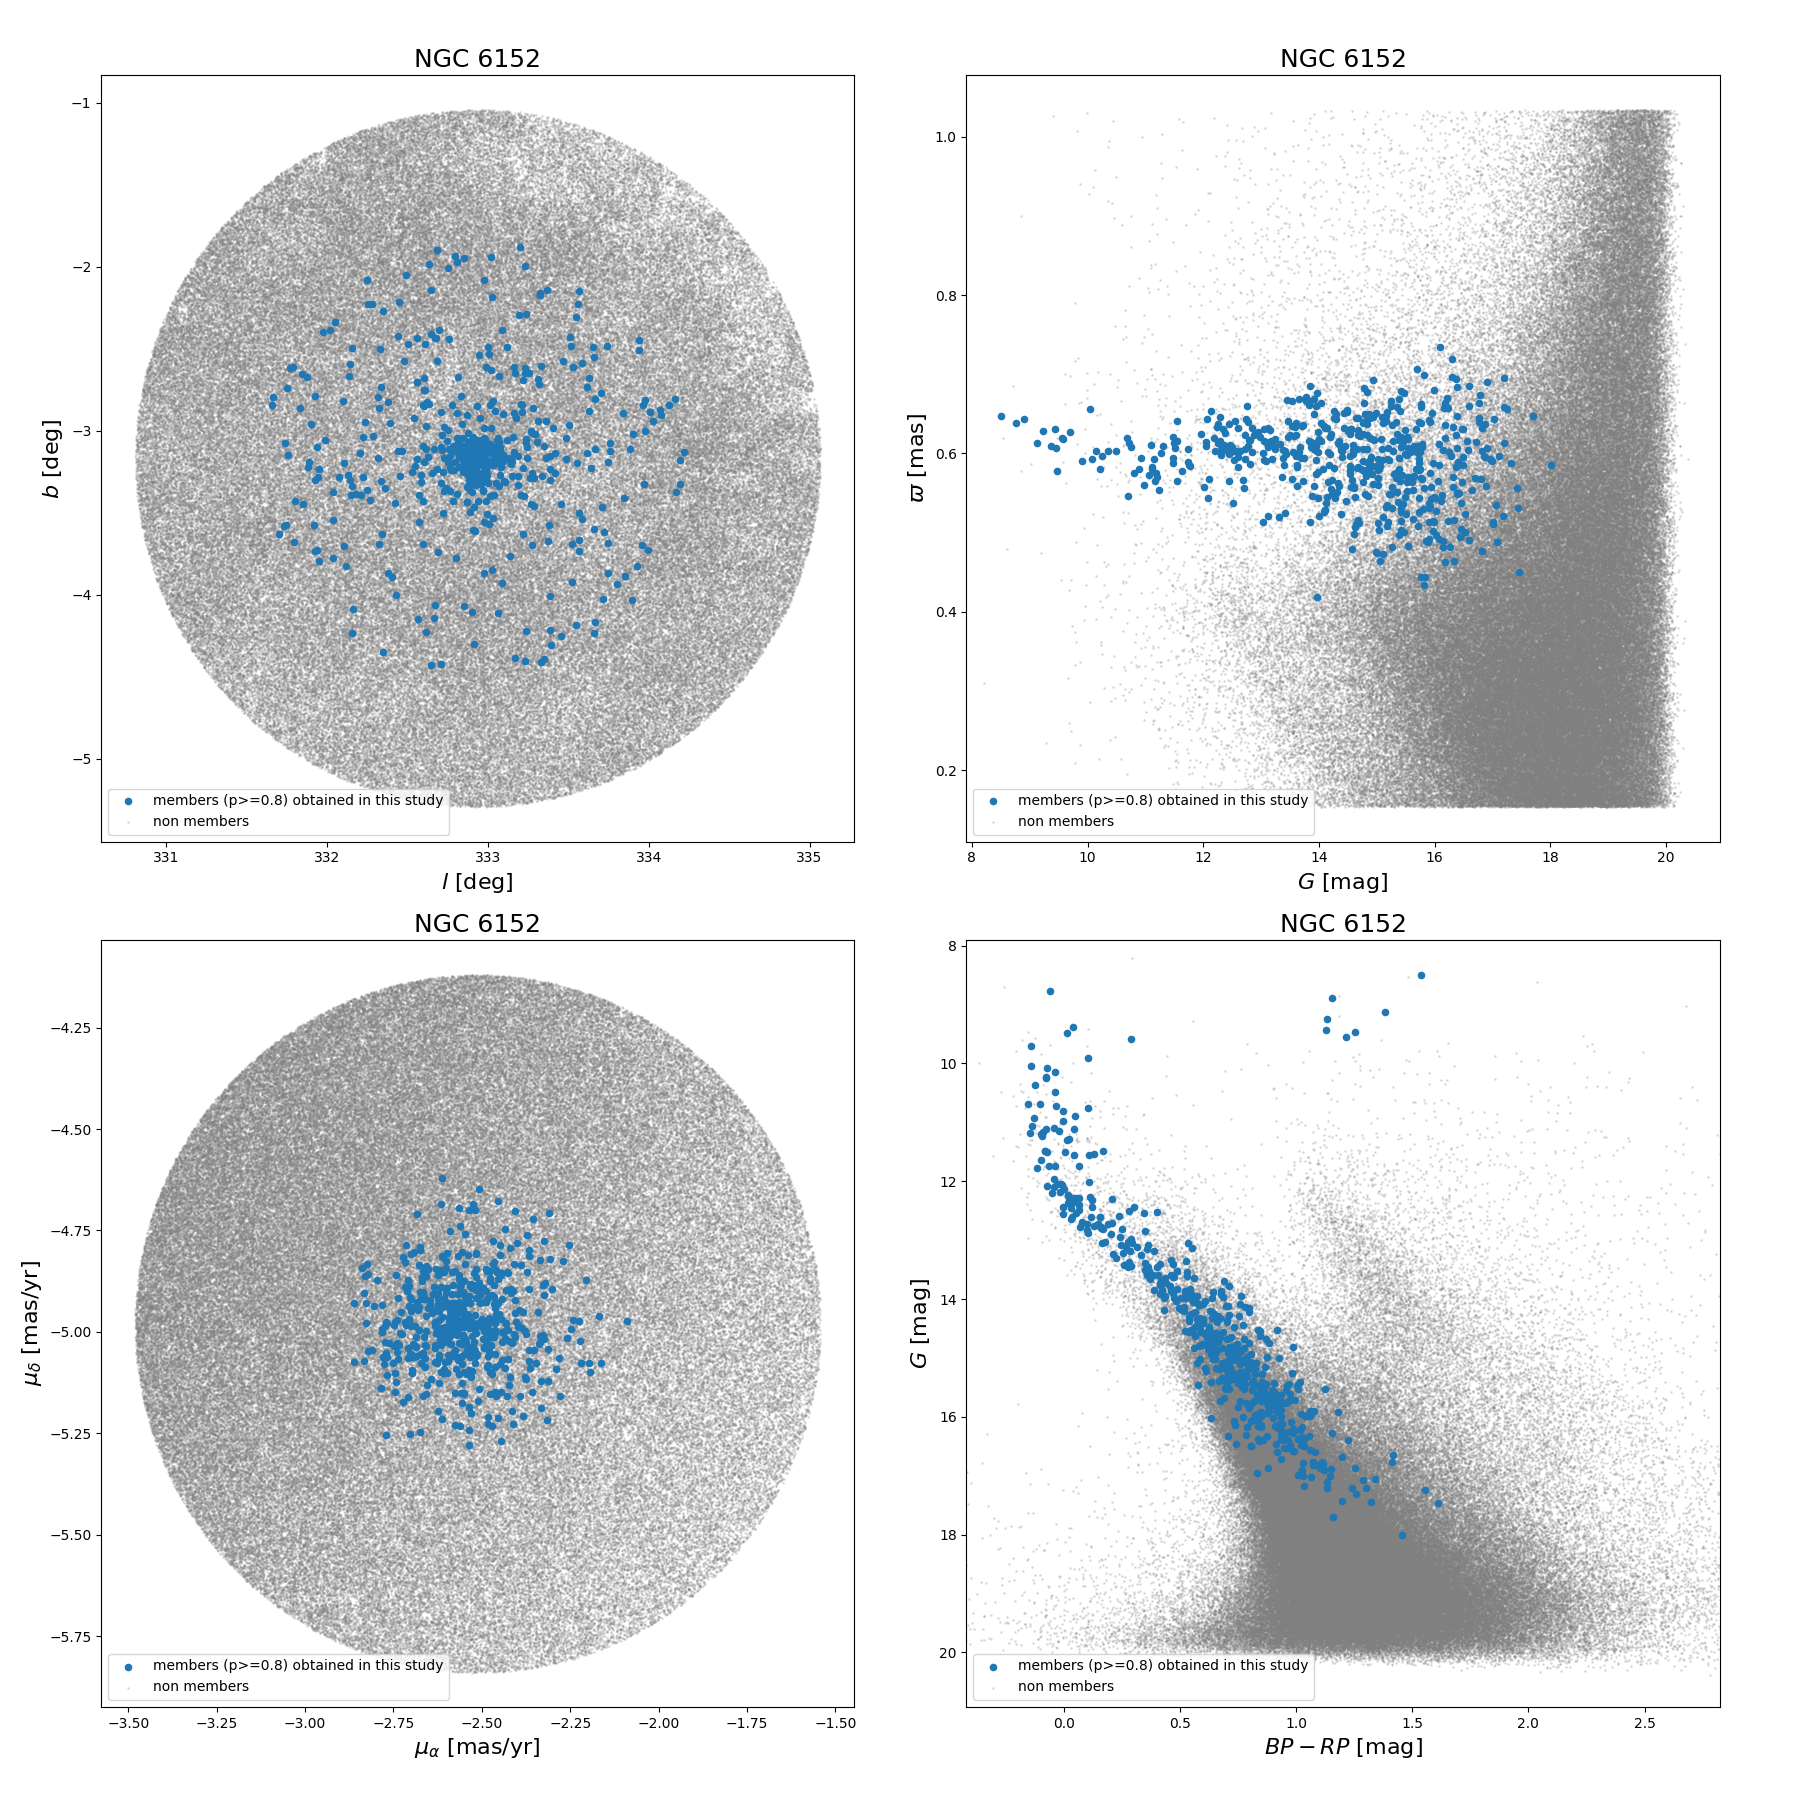 NGC 6152
−1
−2
−3
−4
−5
b [deg]
members (p>=0.8) obtained in this study
non members
331 332 333 334 335
l [deg]
NGC 6152
1.0
0.8
0.6
0.4
0.2
ϖ [mas]
members (p>=0.8) obtained in this study
non members
8 10 12 14 16 18 20
G [mag]
NGC 6152
−4.25
−4.50
−4.75
−5.00
−5.25
−5.50
−5.75
μδ [mas/yr]
members (p>=0.8) obtained in this study
non members
−3.50 −3.25 −3.00 −2.75 −2.50 −2.25 −2.00 −1.75 −1.50
μα [mas/yr]
NGC 6152
8
10
12
14
16
18
20
G [mag]
members (p>=0.8) obtained in this study
non members
0.0 0.5 1.0 1.5 2.0 2.5
BP − RP [mag]